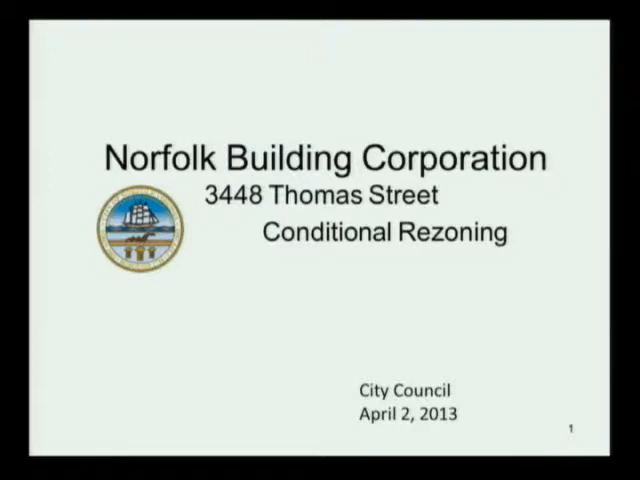 Norfolk Building Corporation
3448 Thomas Street
Conditional Rezoning
City Council
April 2, 2013
1